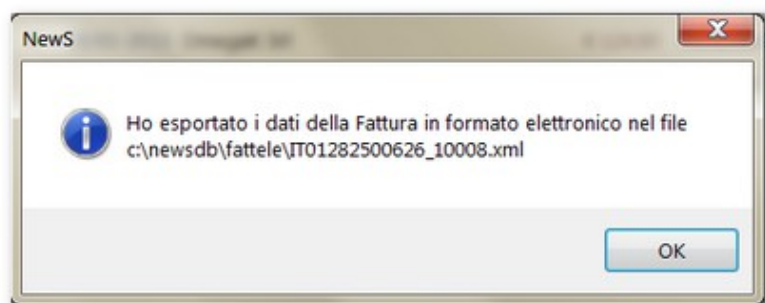 NewS
Ho esportato i dati della Fattura in formato elettronico nel file
c:\newsdb\fattele\IT01282500626_10008.xml
OK